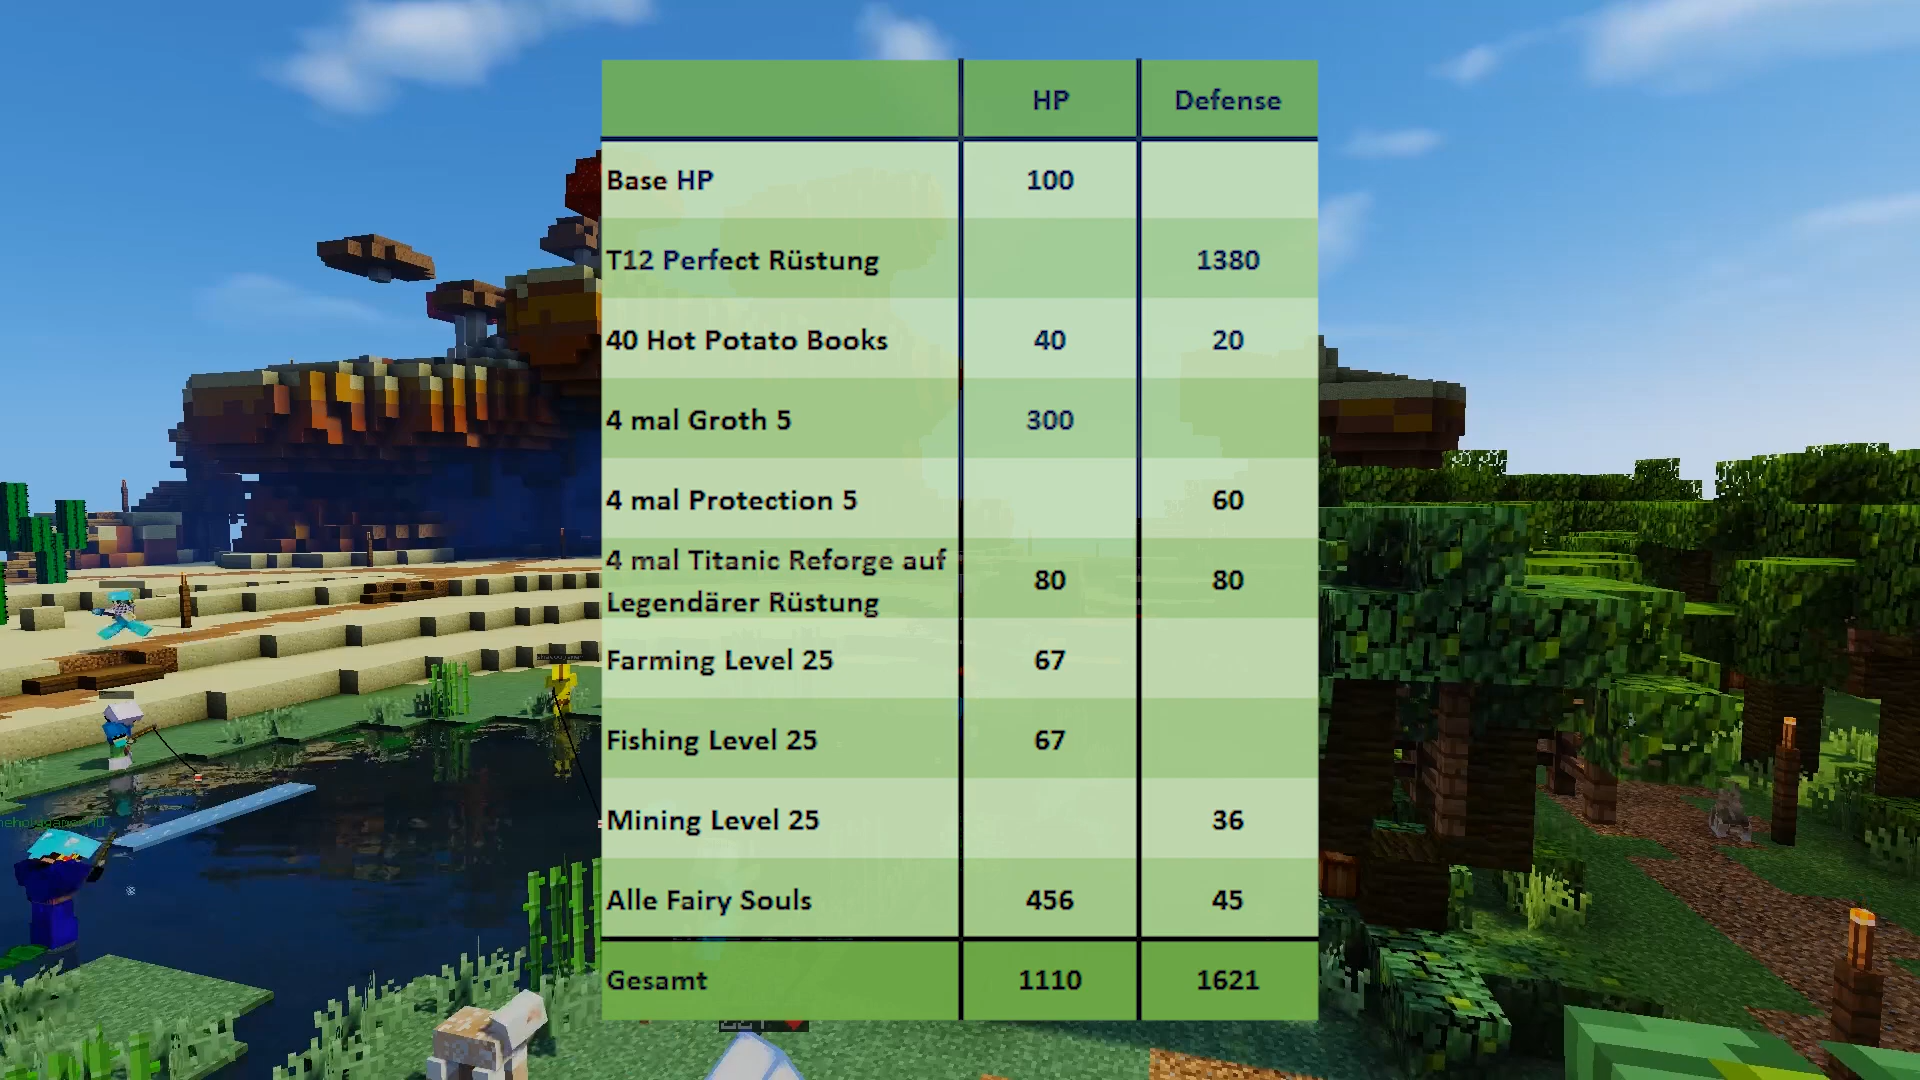 HP Defense
Base HP 100
T12 Perfect Rüstung 1380
40 Hot Potato Books 40 20
4 mal Groth 5 300
4 mal Protection 5 60
4 mal Titanic Reforge auf
Legendärer Rüstung 80 80
Farming Level 25 67
Fishing Level 25 67
Mining Level 25 36
Alle Fairy Souls 456 45
Gesamt 1110 1621